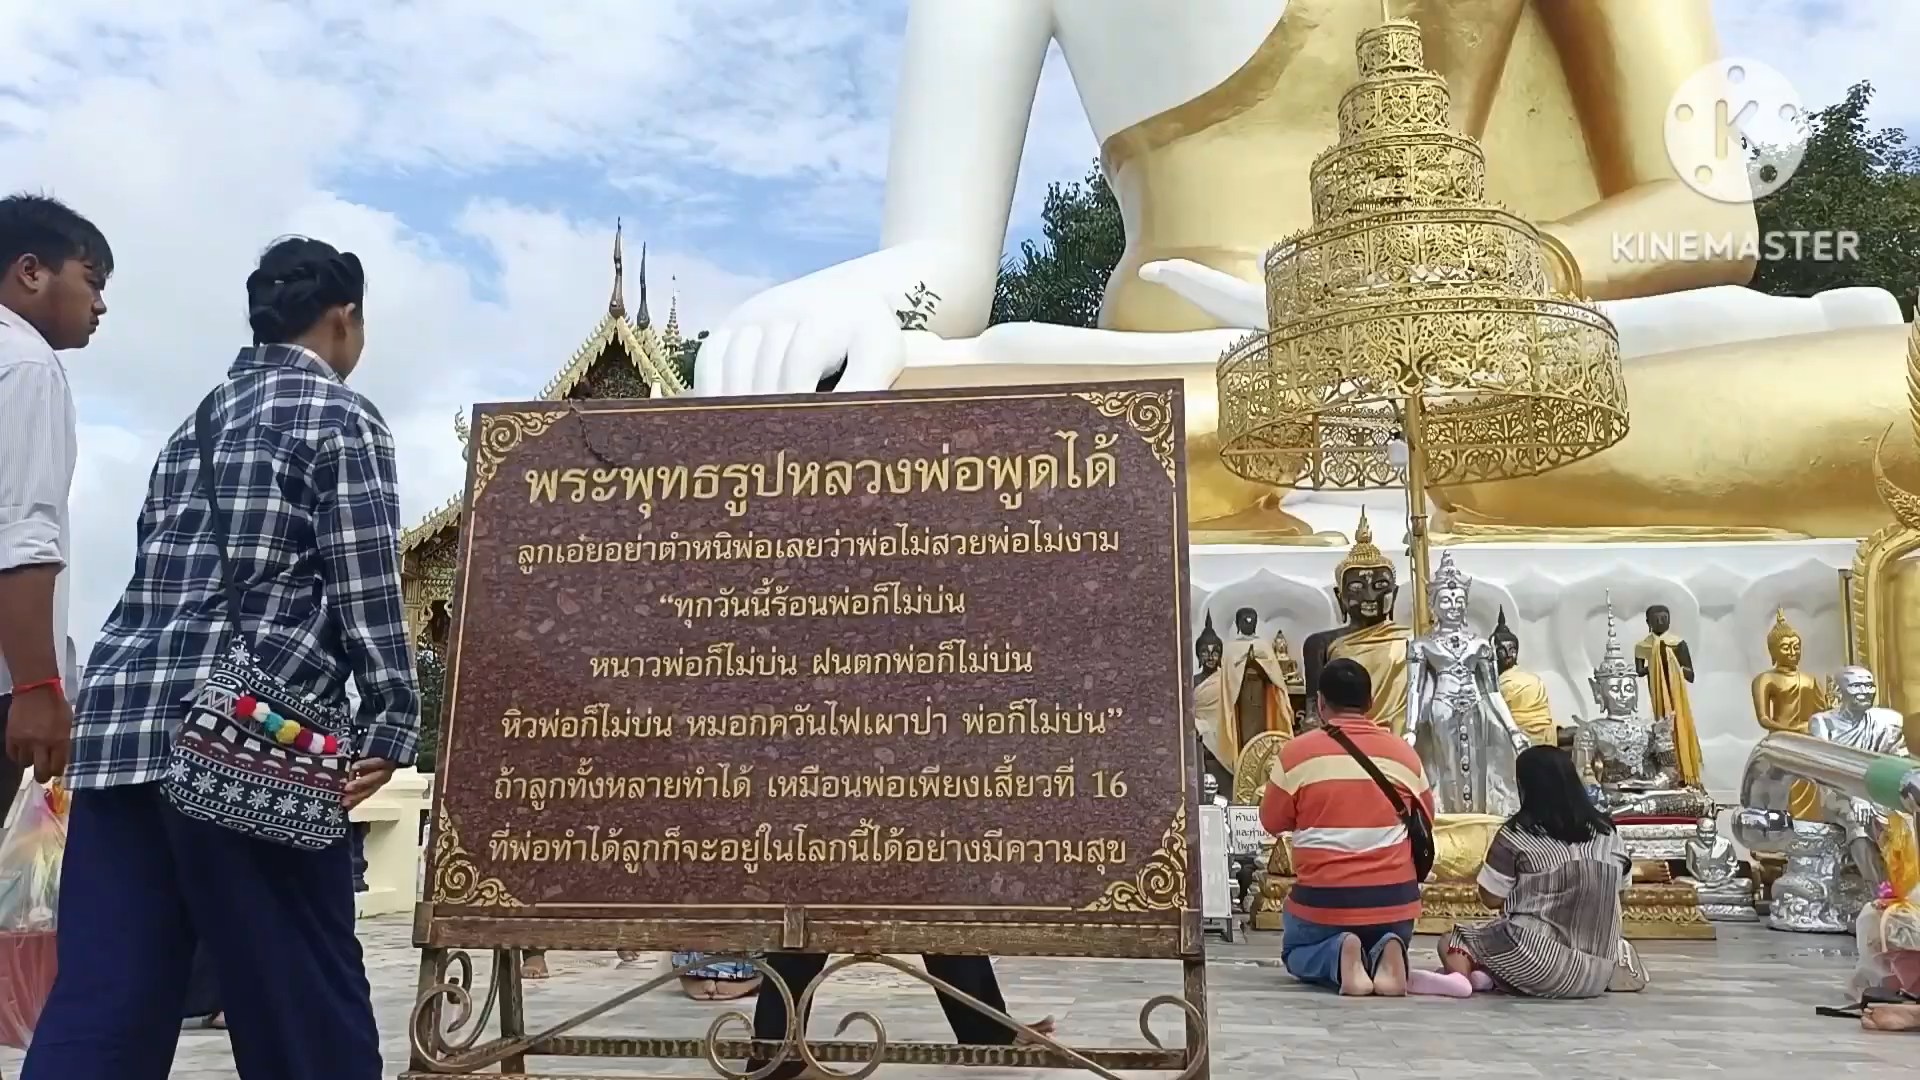 พระพุทธรูปหลวงพ่อพูดได้
ลูกเอ๋ยอย่าตำหนิพ่อเลยว่าพ่อไม่สวยพ่อไม่งาม
“ทุกวันนี้ร้อนพ่อก็ไม่บ่น
หนาวพ่อก็ไม่บ่น ฝนตกพ่อก็ไม่บ่น
หิวพ่อก็ไม่บ่น หมอกควันไฟเผาป่า พ่อก็ไม่บ่น”
ถ้าลูกทั้งหลายทำได้ เหมือนพ่อเพียงเสี้ยวที่ 16
ที่พ่อทำได้ลูกก็จะอยู่ในโลกนี้ได้อย่างมีความสุข
K
KINEMASTER